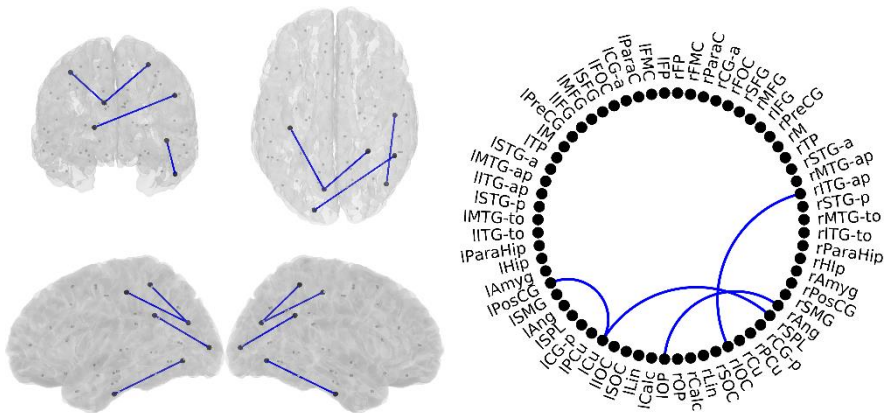 lFP
lFMC
lParaC
lCG-a
lFOC
lSFG
lMFG
lIFG
lPreCG
lM
lTP
lSTG-a
lMTG-ap
lITG-ap
lSTG-p
lMTG-to
lITG-to
lParaHip
lHip
lAmyg
lPosCG
lSMG
lAng
lSPL
lCG-p
lPCu
lCu
lIOC
lSOC
lLin
lCalc
lOP
rOP
rCalc
rLin
rSOC
rIOC
rCu
rPCu
rCG-p
rSPL
rAng
rSMG
rPosCG
rAmyg
rHip
rParaHip
rITG-to
rMTG-to
rSTG-p
rITG-ap
rMTG-ap
rSTG-a
rTP
rM
rPreCG
rIFG
rMFG
rSFG
rFOC
rCG-a
rParaC
rFMC
rFP